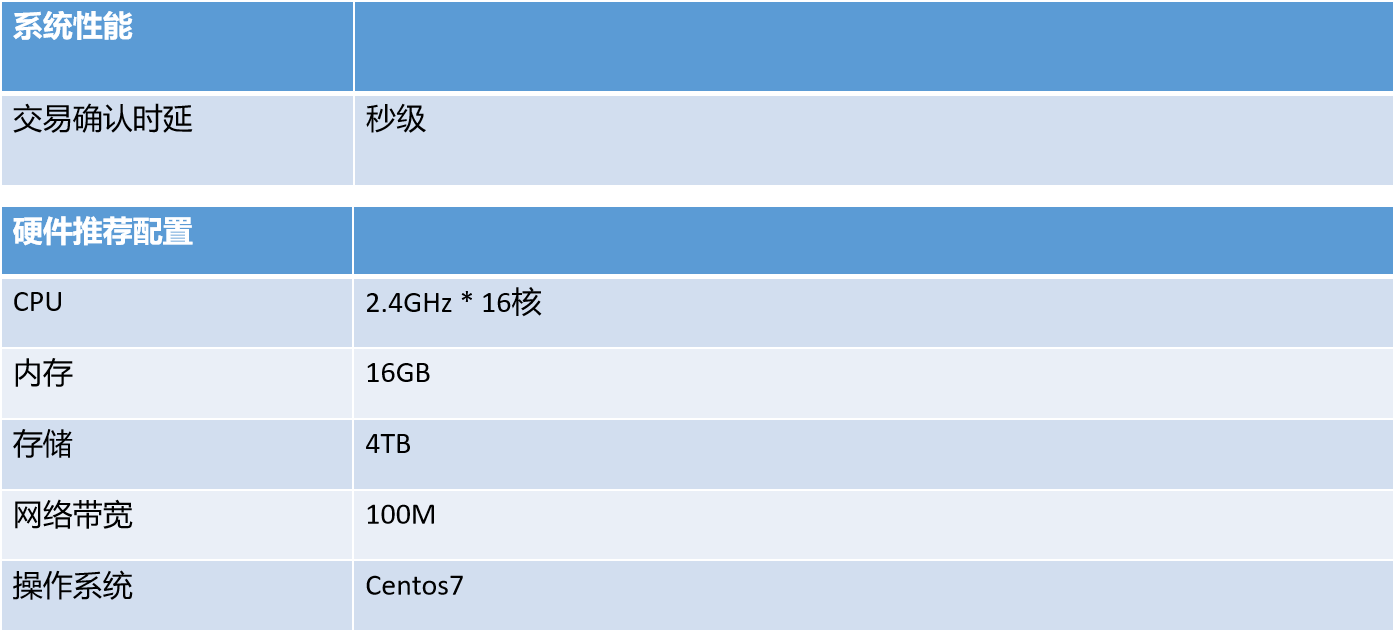 系统性能
交易确认时延 秒级
硬件推荐配置
CPU 2.4GHz * 16核
内存 16GB
存储 4TB
网络带宽 100M
操作系统 Centos7